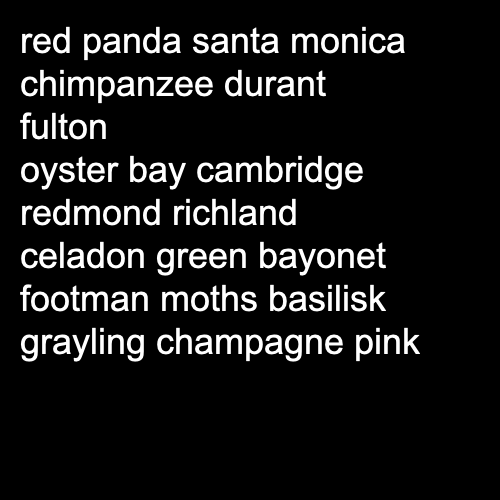 red panda santa monica
chimpanzee durant
fulton
oyster bay cambridge
redmond richland
celadon green bayonet
footman moths basilisk
grayling champagne pink